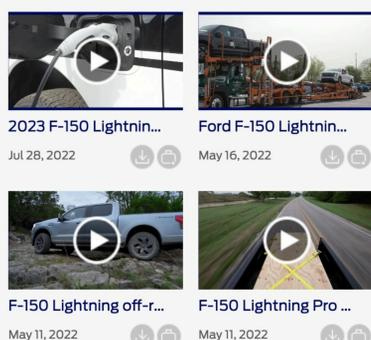 2023 F-150 Lightnin...
Ford F-150 Lightnin...
Jul 28, 2022
May 16, 2022
F-150 Lightning off-r...
F-150 Lightning Pro ...
May 11, 2022
May 11, 2022